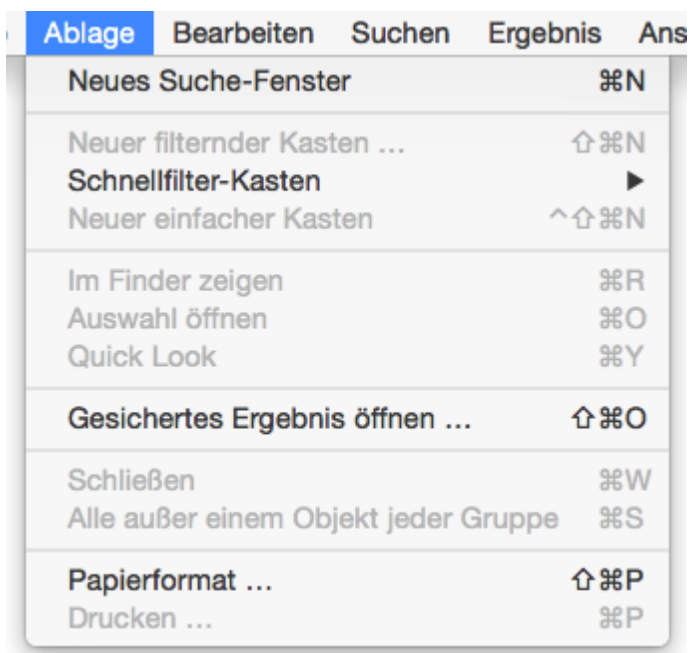 Ablage Bearbeiten Suchen Ergebnis Ans
Neues Suche-Fenster ⌘N
Neuer filternder Kasten ... ⇧⌘N
Schnellfilter-Kasten ▶
Neuer einfacher Kasten ^⇧⌘N
Im Finder zeigen ⌘R
Auswahl öffnen ⌘O
Quick Look ⌘Y
Gesichertes Ergebnis öffnen ... ⇧⌘O
Schließen ⌘W
Alle außer einem Objekt jeder Gruppe ⌘S
Papierformat ... ⇧⌘P
Drucken ... ⌘P